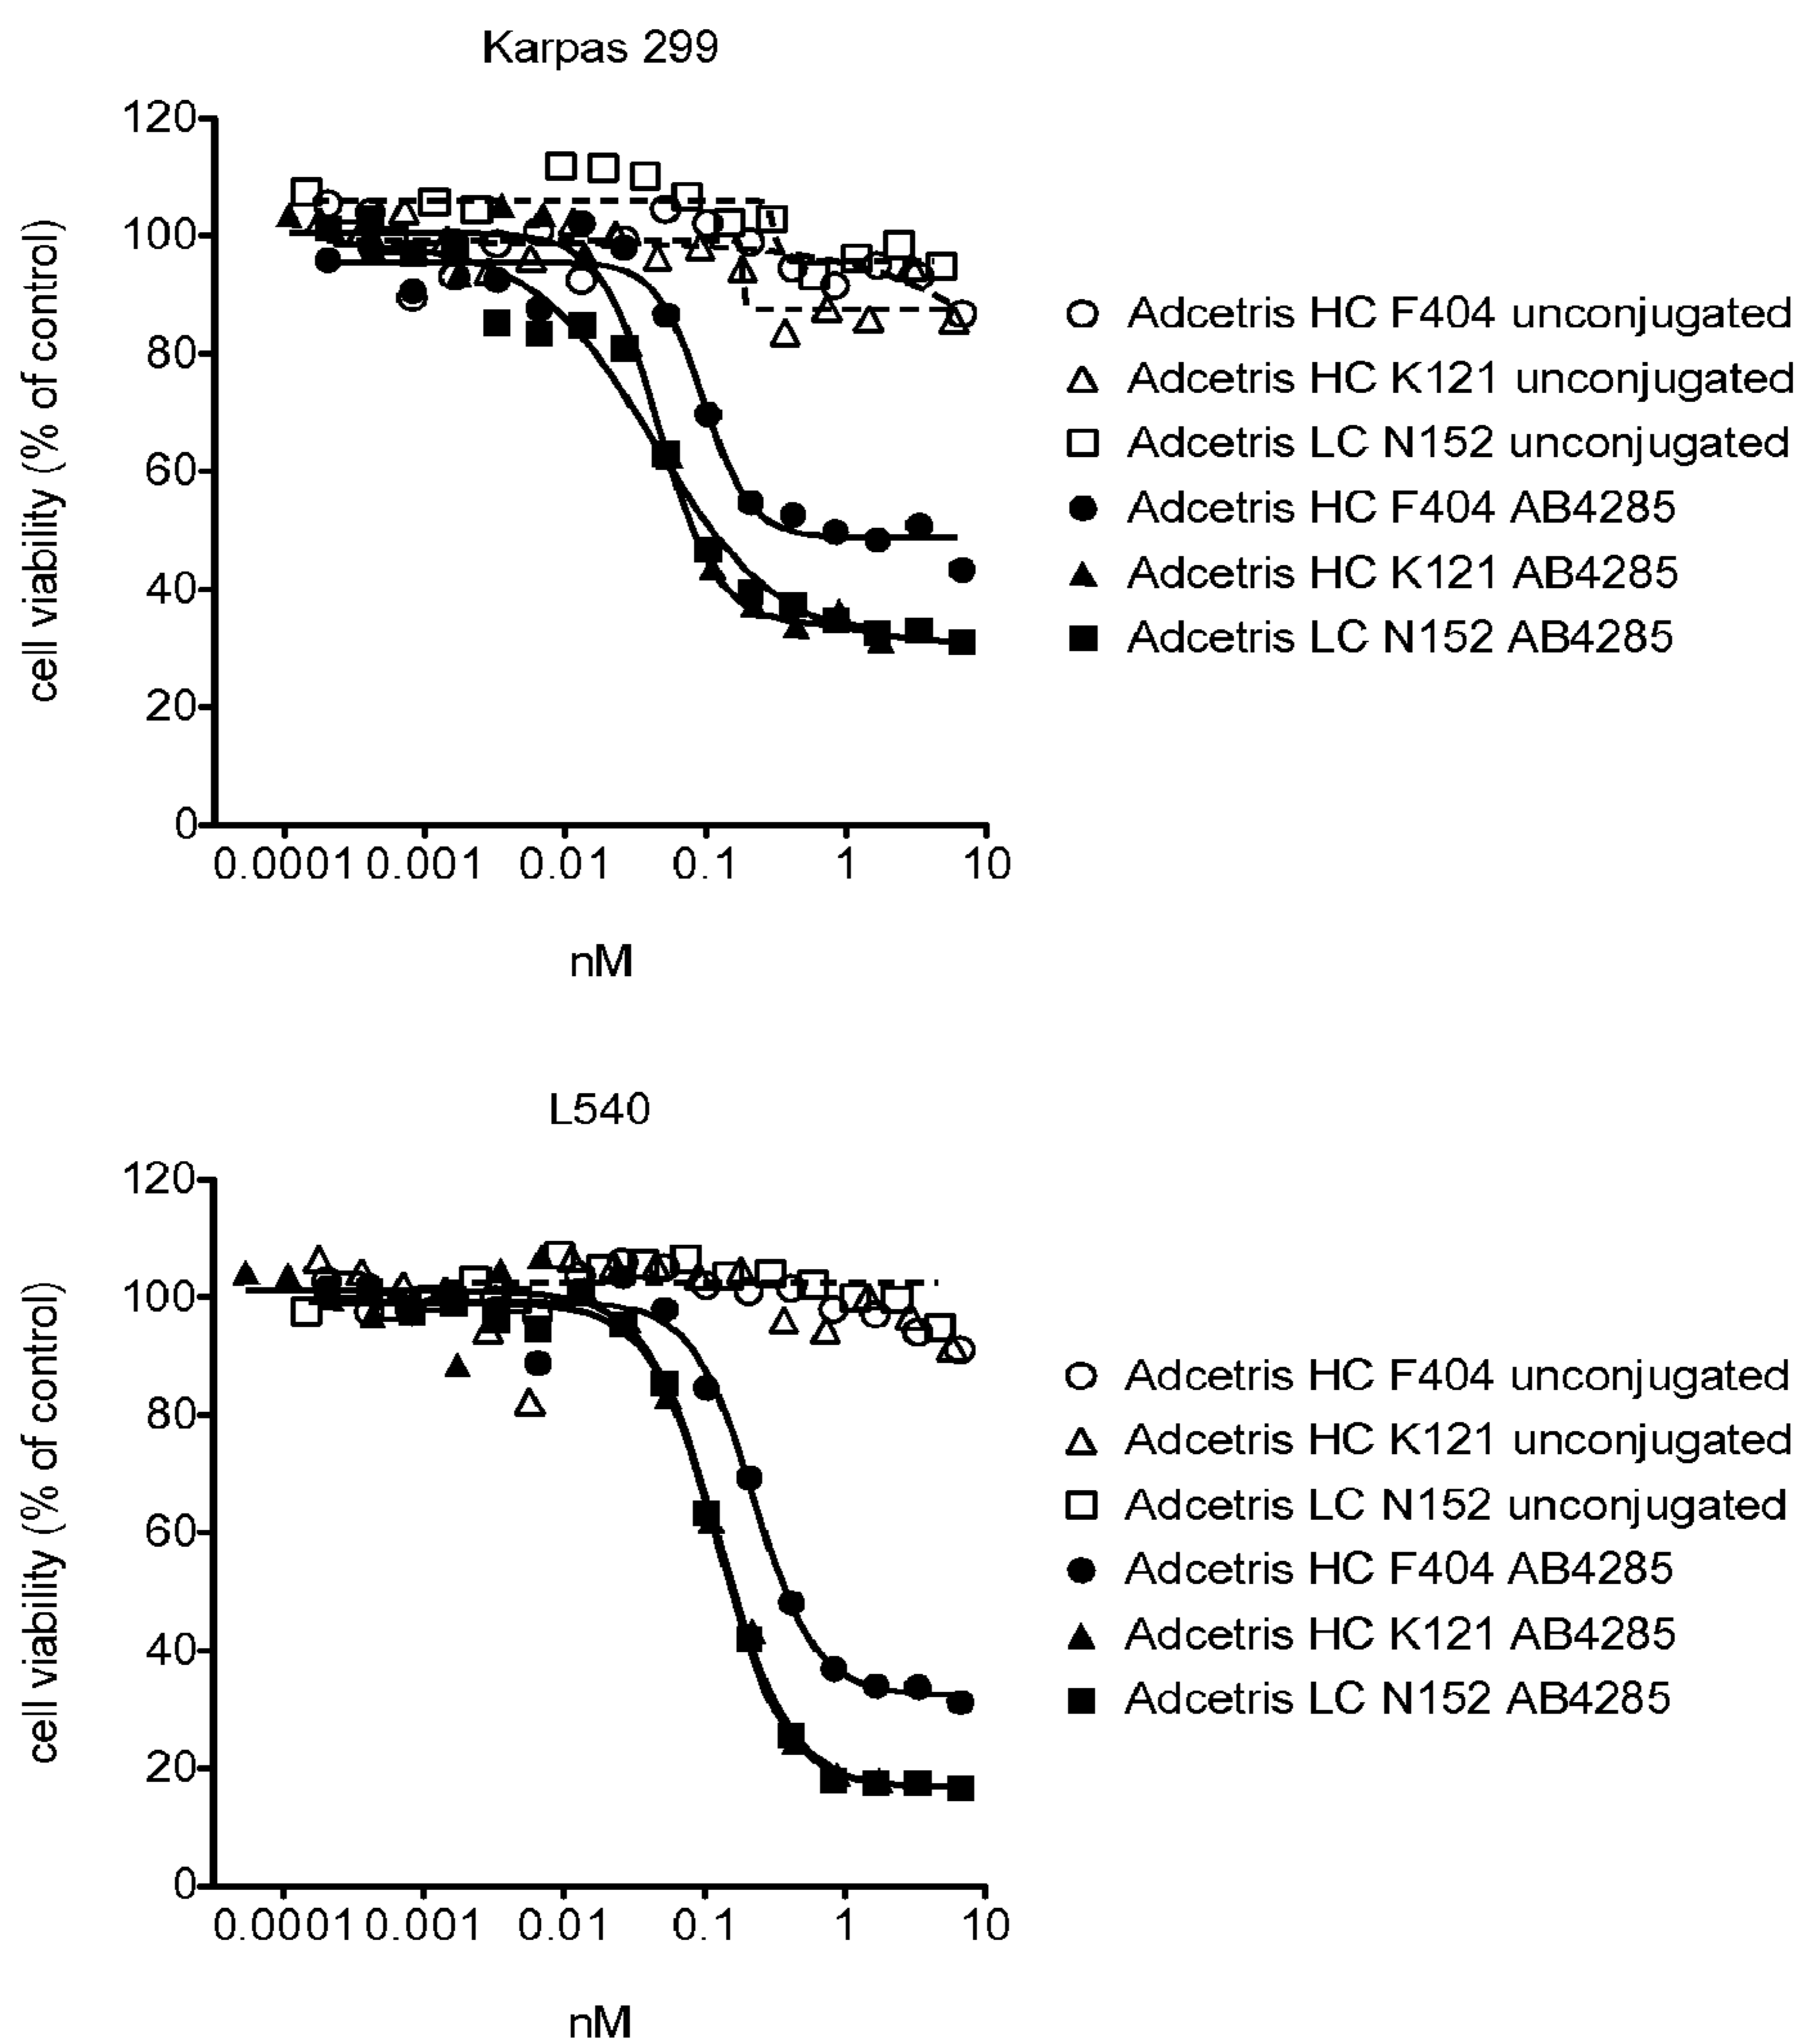 Karpas 299
120
100
80
60
40
20
0
cell viability (% of control)
0.0001 0.001 0.01 0.1 1 10
nM
Adcetris HC F404 unconjugated
Adcetris HC K121 unconjugated
Adcetris LC N152 unconjugated
Adcetris HC F404 AB4285
Adcetris HC K121 AB4285
Adcetris LC N152 AB4285
L540
120
100
80
60
40
20
0
cell viability (% of control)
0.0001 0.001 0.01 0.1 1 10
nM
Adcetris HC F404 unconjugated
Adcetris HC K121 unconjugated
Adcetris LC N152 unconjugated
Adcetris HC F404 AB4285
Adcetris HC K121 AB4285
Adcetris LC N152 AB4285